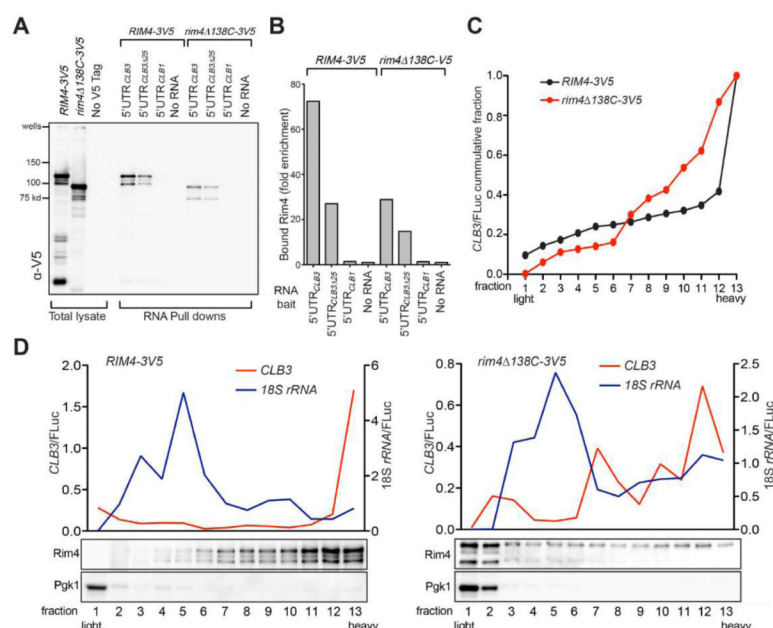 A
RIM4-3V5
rim4Δ138C-3V5
No V5 Tag
RIM4-3V5
rim4Δ138C-3V5
5'UTRCLB3
5'UTRCLB3Δ25
5'UTRCLB1
No RNA
5'UTRCLB3
5'UTRCLB3Δ25
5'UTRCLB1
No RNA
wells
150
100
75 kd
α-V5
Total lysate
RNA Pull downs
B
RIM4-3V5
rim4Δ138C-V5
Bound Rim4 (fold enrichment)
80
60
40
20
0
RNA
bait
5'UTRCLB3
5'UTRCLB3Δ25
5'UTRCLB1
No RNA
5'UTRCLB3
5'UTRCLB3Δ25
5'UTRCLB1
No RNA
C
RIM4-3V5
rim4Δ138C-3V5
CLB3/FLuc cummulative fraction
1.0
0.8
0.6
0.4
0.2
0.0
fraction 1 2 3 4 5 6 7 8 9 10 11 12 13
light heavy
D
RIM4-3V5
CLB3
18S rRNA
CLB3/FLuc
2.0
1.5
1.0
0.5
0.0
6
4
2
0
18S rRNA/FLuc
Rim4
Pgk1
fraction 1 2 3 4 5 6 7 8 9 10 11 12 13
light heavy
rim4Δ138C-3V5
CLB3
18S rRNA
CLB3/FLuc
0.8
0.6
0.4
0.2
0.0
2.5
2.0
1.5
1.0
0.5
0.0
18S rRNA/FLuc
Rim4
Pgk1
fraction 1 2 3 4 5 6 7 8 9 10 11 12 13
light heavy